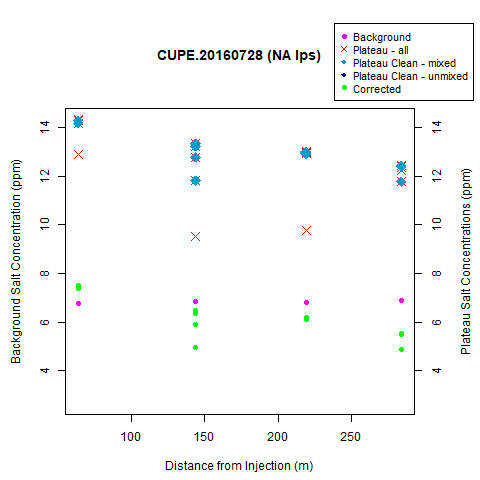 CUPE.20160728 (NA lps)
Background
Plateau - all
Plateau Clean - mixed
Plateau Clean - unmixed
Corrected
Background Salt Concentration (ppm)
14
12
10
8
6
4
14
12
10
8
6
4
Plateau Salt Concentrations (ppm)
100
150
200
250
Distance from Injection (m)